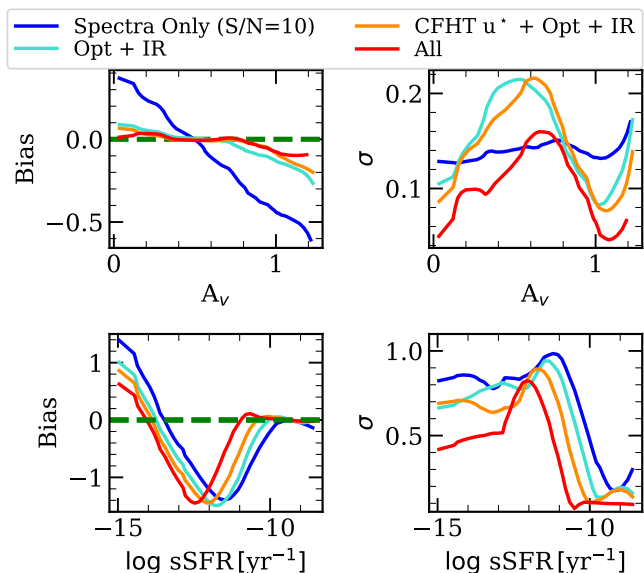 Spectra Only (S/N=10)
Opt + IR
CFHT u* + Opt + IR
All
Bias
0.0
−0.5
0
1
Aᵥ
σ
0.2
0.1
0
1
Aᵥ
Bias
1
0
−1
−15
−10
log sSFR [yr⁻¹]
σ
1.0
0.5
−15
−10
log sSFR [yr⁻¹]